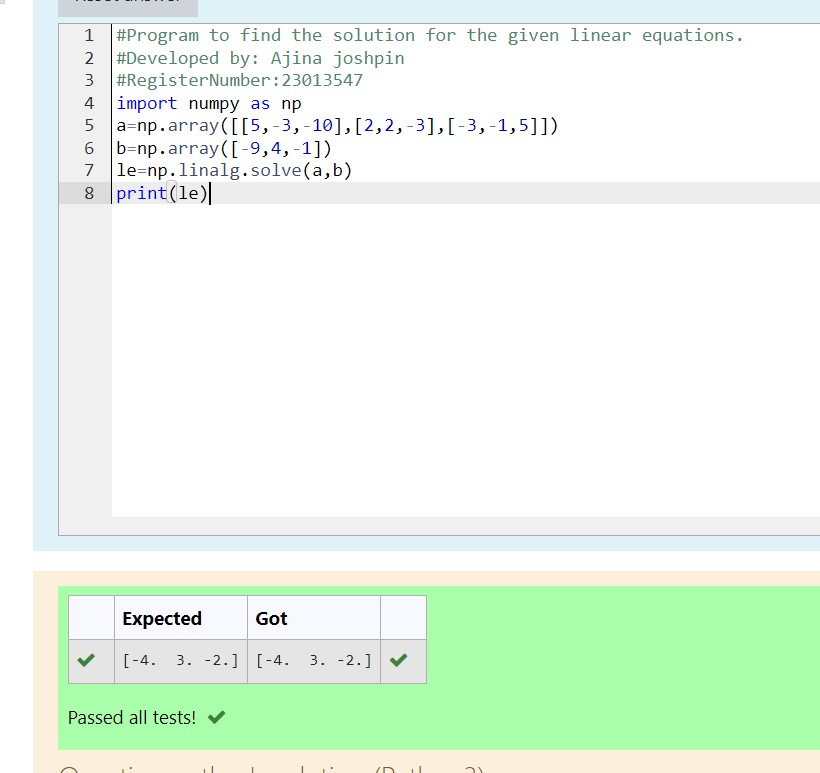 1 #Program to find the solution for the given linear equations.
2 #Developed by: Ajina joshpin
3 #RegisterNumber:23013547
4 import numpy as np
5 a=np.array([[5,-3,-10],[2,2,-3],[-3,-1,5]])
6 b=np.array([-9,4,-1])
7 le=np.linalg.solve(a,b)
8 print(le)
Expected Got
[-4.  3. -2.] [-4.  3. -2.]
Passed all tests!